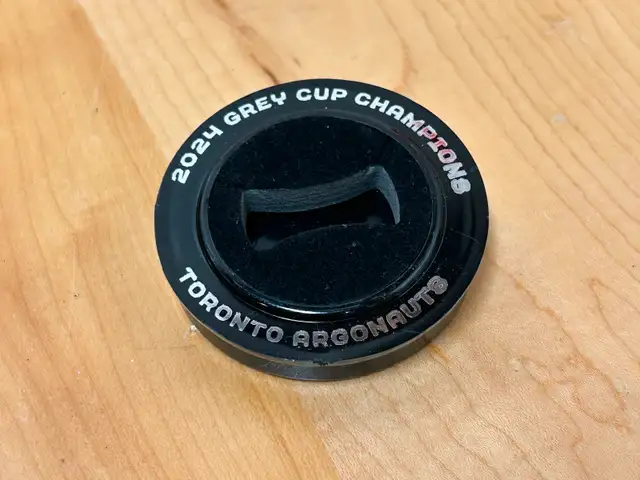 2024 GREY CUP CHAMPIONS
TORONTO ARGONAUTS